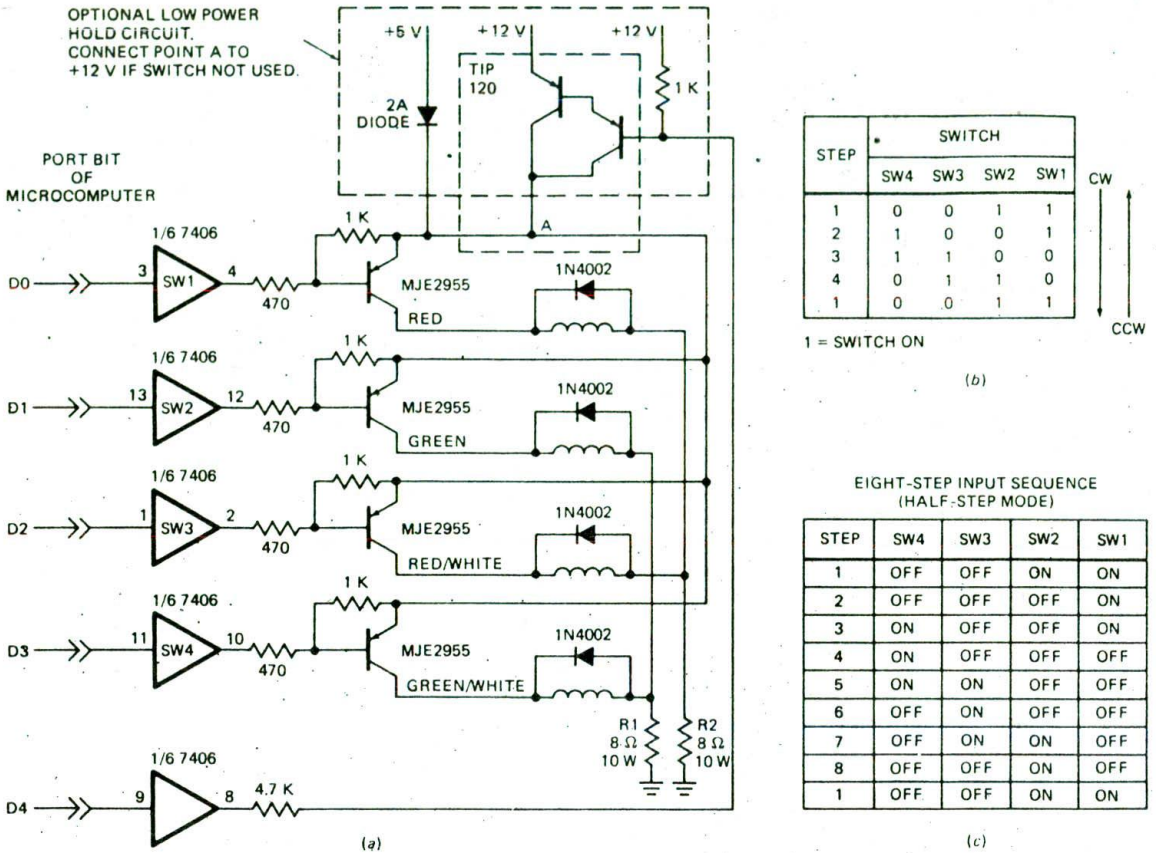 OPTIONAL LOW POWER
HOLD CIRCUIT.
CONNECT POINT A TO
+12 V IF SWITCH NOT USED.
+5 V
+12 V
+12 V
TIP
120
1 K
2A
DIODE
PORT BIT
OF
MICROCOMPUTER
A
1/6 7406
D0
3
SW1
4
470
1 K
MJE2955
RED
1N4002
1/6 7406
D1
13
SW2
12
470
1 K
MJE2955
GREEN
1N4002
1/6 7406
D2
1
SW3
2
470
1 K
MJE2955
RED/WHITE
1N4002
1/6 7406
D3
11
SW4
10
470
1 K
MJE2955
GREEN/WHITE
1N4002
R1
8 Ω
10 W
R2
8 Ω
10 W
1/6 7406
D4
9
8
4.7 K
(a)
STEP SWITCH
SW4 SW3 SW2 SW1
1 0 0 1 1
2 1 0 0 1
3 1 1 0 0
4 0 1 1 0
1 0 0 1 1
CW
CCW
1 = SWITCH ON
(b)
EIGHT-STEP INPUT SEQUENCE
(HALF-STEP MODE)
STEP SW4 SW3 SW2 SW1
1 OFF OFF ON ON
2 OFF OFF OFF ON
3 ON OFF OFF ON
4 ON OFF OFF OFF
5 ON ON OFF OFF
6 OFF ON OFF OFF
7 OFF ON ON OFF
8 OFF OFF ON OFF
1 OFF OFF ON ON
(c)